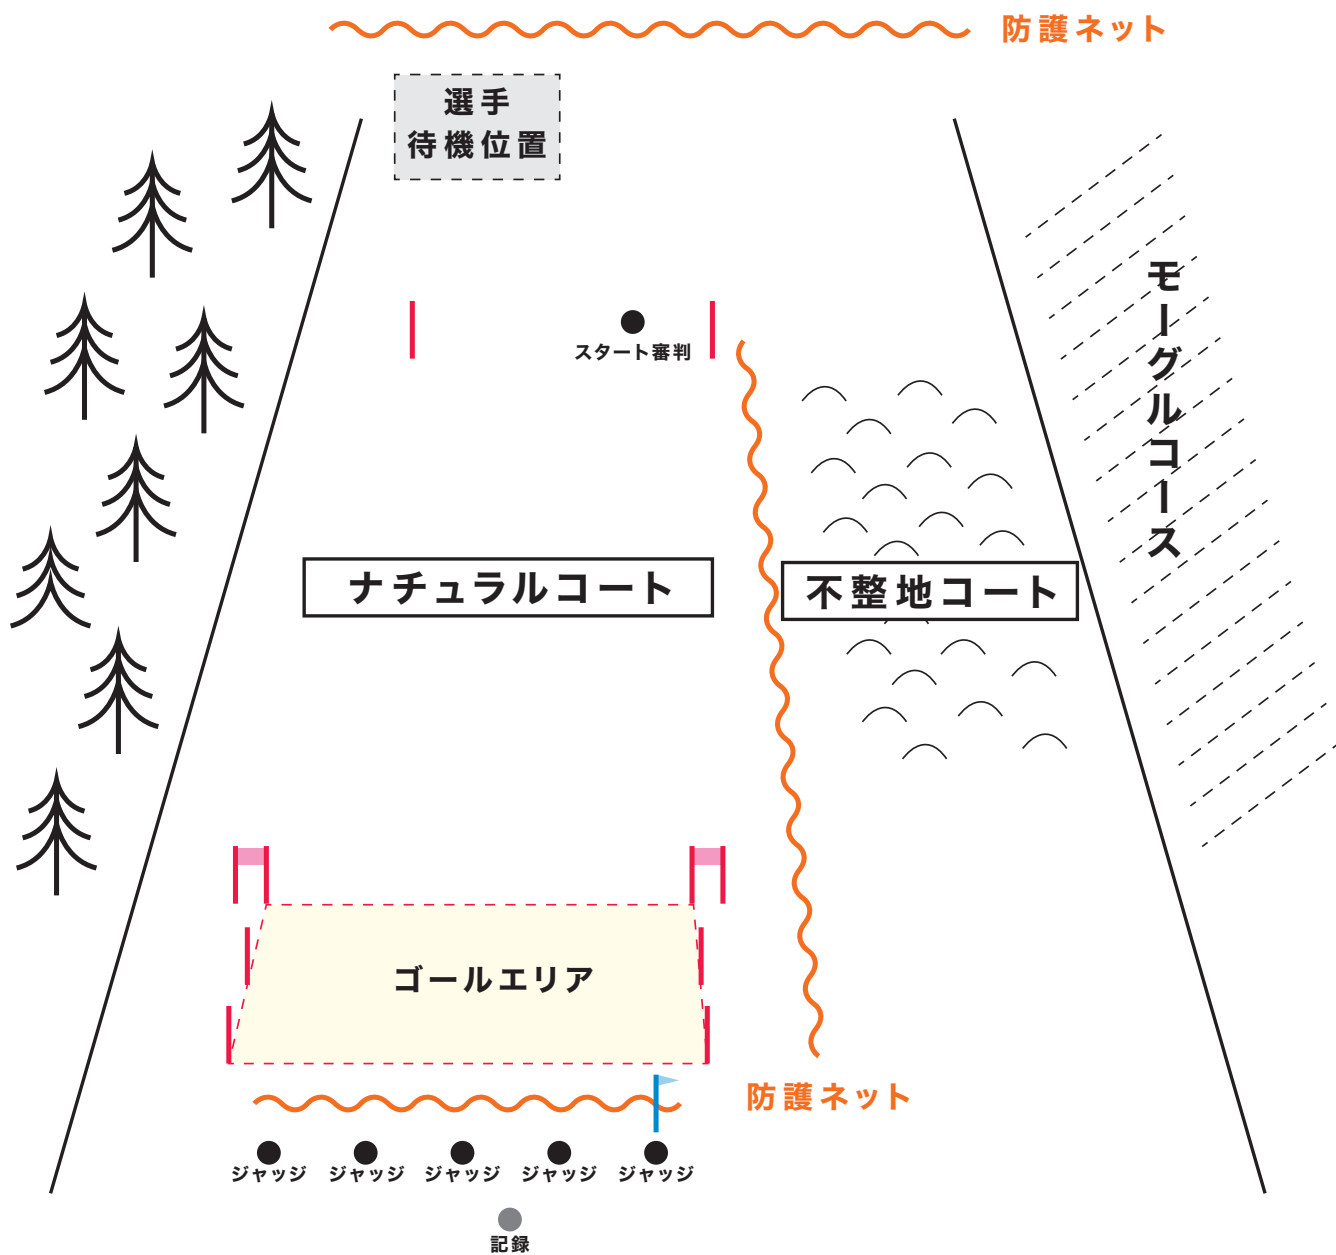 防護ネット
選手
待機位置
モーグルコース
スタート審判
ナチュラルコート
不整地コート
ゴールエリア
防護ネット
ジャッジ
ジャッジ
ジャッジ
ジャッジ
ジャッジ
記録